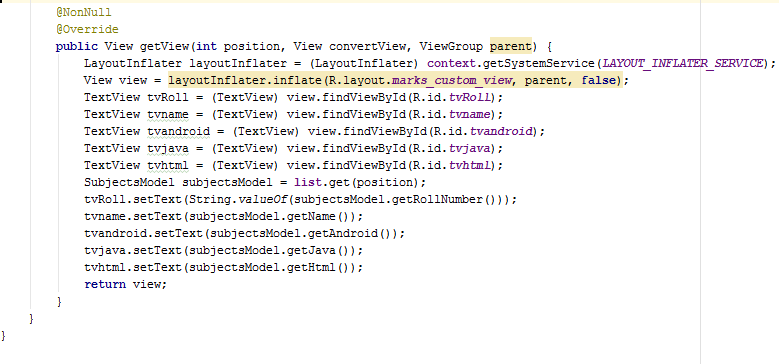 @NonNull
@Override
public View getView(int position, View convertView, ViewGroup parent) {
LayoutInflater layoutInflater = (LayoutInflater) context.getSystemService(LAYOUT_INFLATER_SERVICE);
View view = layoutInflater.inflate(R.layout.marks_custom_view, parent, false);
TextView tvRoll = (TextView) view.findViewById(R.id.tvRoll);
TextView tvname = (TextView) view.findViewById(R.id.tvname);
TextView tvandroid = (TextView) view.findViewById(R.id.tvandroid);
TextView tvjava = (TextView) view.findViewById(R.id.tvjava);
TextView tvhtml = (TextView) view.findViewById(R.id.tvhtml);
SubjectsModel subjectsModel = list.get(position);
tvRoll.setText(String.valueOf(subjectsModel.getRollNumber()));
tvname.setText(subjectsModel.getName());
tvandroid.setText(subjectsModel.getAndroid());
tvjava.setText(subjectsModel.getJava());
tvhtml.setText(subjectsModel.getHtml());
return view;
}
}
}